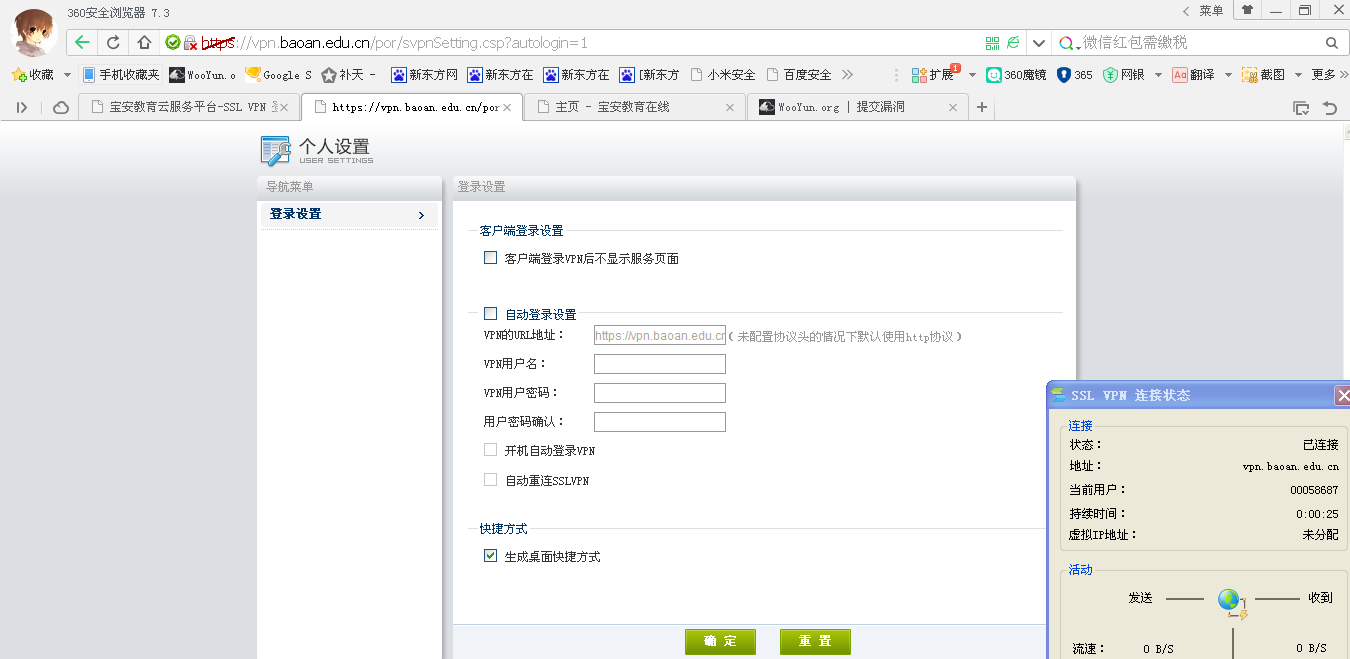 360安全浏览器 7.3
菜单
https://vpn.baoan.edu.cn/por/svpnSetting.csp?autologin=1
微信红包需缴税
收藏 手机收藏夹 WooYun.o Google S 补天 - 新东方网 新东方在 新东方在 [新东方 小米安全 百度安全 扩展 1 360魔镜 365 网银 Aa 翻译 截图 更多
宝安教育云服务平台-SSL VPN
https://vpn.baoan.edu.cn/por
主页 - 宝安教育在线
WooYun.org | 提交漏洞
个人设置
USER SETTINGS
导航菜单
登录设置
登录设置
客户端登录设置
客户端登录VPN后不显示服务页面
自动登录设置
VPN的URL地址: https://vpn.baoan.edu.cn (未配置协议头的情况下默认使用http协议)
VPN用户名:
VPN用户密码:
用户密码确认:
开机自动登录VPN
自动重连SSLVPN
快捷方式
生成桌面快捷方式
确 定 重 置
SSL VPN 连接状态
连接
状态: 已连接
地址: vpn.baoan.edu.cn
当前用户: 00058687
持续时间: 0:00:25
虚拟IP地址: 未分配
活动
发送 收到
流速: 0 B/S 0 B/S